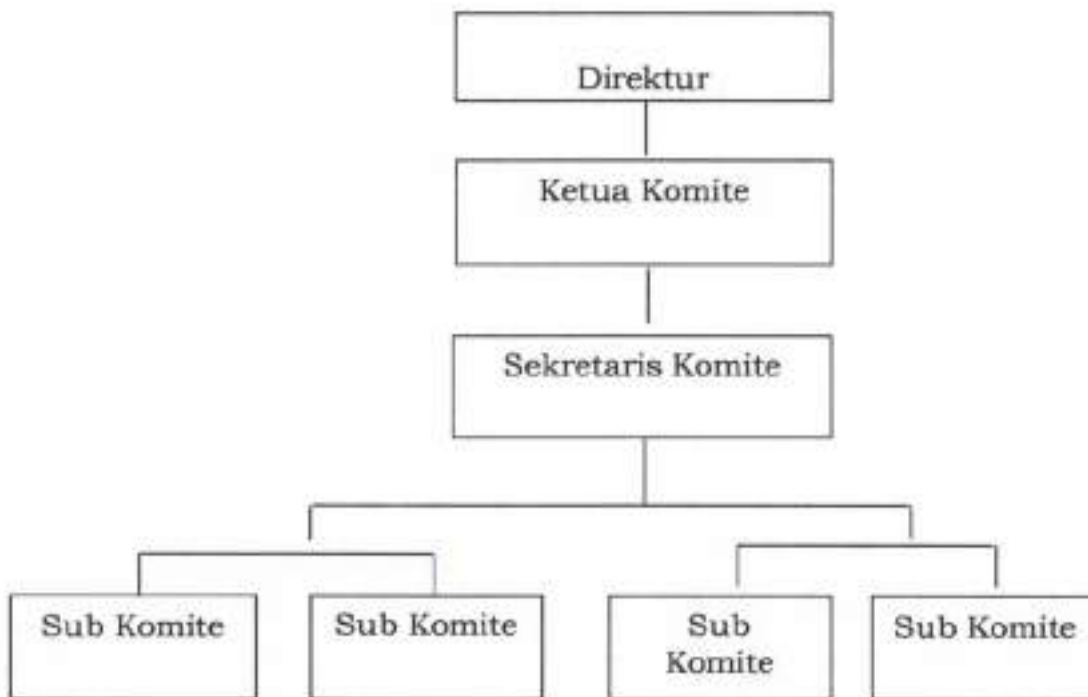 Direktur
Ketua Komite
Sekretaris Komite
Sub Komite
Sub Komite
Sub
Komite
Sub Komite